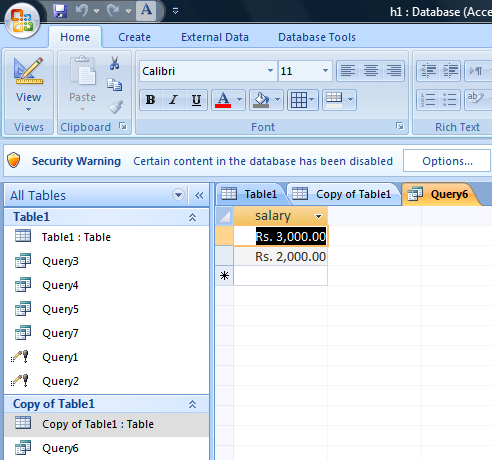 h1 : Database (Acce
Home Create External Data Database Tools
View
Paste
Calibri 11
B I U A
Views Clipboard Font Rich Text
Security Warning Certain content in the database has been disabled Options...
All Tables
Table1 Copy of Table1 Query6
Table1
salary
Table1 : Table
Rs. 3,000.00
Query3
Rs. 2,000.00
Query4
Query5
Query7
Query1
Query2
Copy of Table1
Copy of Table1 : Table
Query6